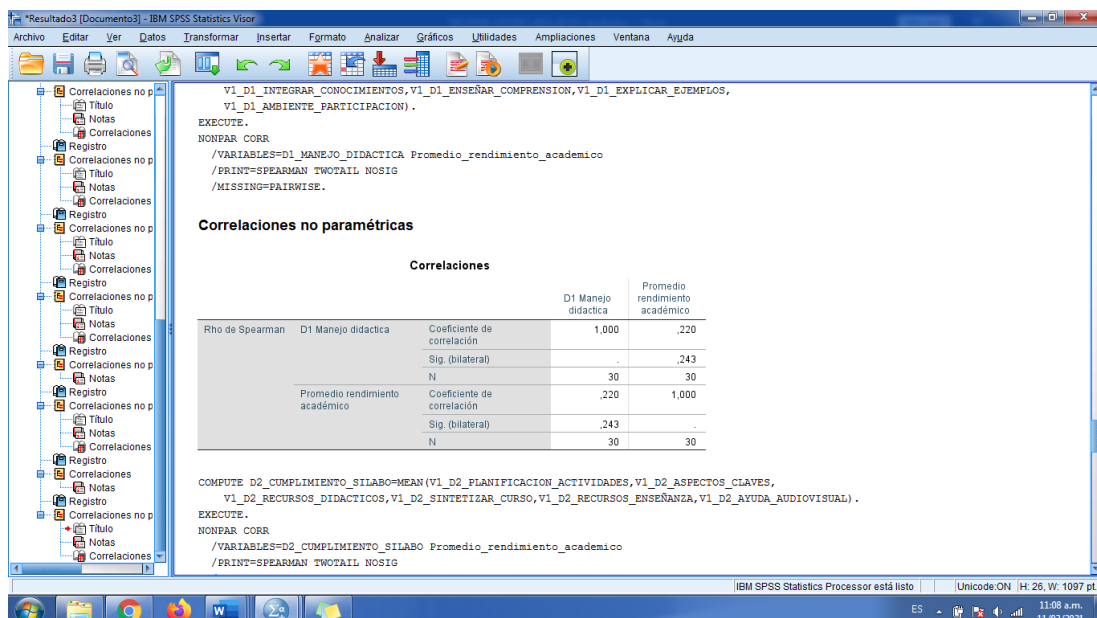 *Resultado3 [Documento3] - IBM SPSS Statistics Visor
Archivo Editar Ver Datos Transformar Insertar Formato Analizar Gráficos Utilidades Ampliaciones Ventana Ayuda
Correlaciones no p
Título
Notas
Correlaciones
Registro
Correlaciones no p
Título
Notas
Correlaciones
Registro
Correlaciones no p
Título
Notas
Correlaciones
Registro
Correlaciones no p
Título
Notas
Correlaciones
Registro
Correlaciones no p
Notas
Registro
Correlaciones no p
Título
Notas
Correlaciones
Registro
Correlaciones
Notas
Registro
Correlaciones no p
Título
Notas
Correlaciones
V1_D1_INTEGRAR_CONOCIMIENTOS,V1_D1_ENSEÑAR_COMPRENSION,V1_D1_EXPLICAR_EJEMPLOS,
V1_D1_AMBIENTE_PARTICIPACION).
EXECUTE.
NONPAR CORR
/VARIABLES=D1_MANEJO_DIDACTICA Promedio_rendimiento_academico
/PRINT=SPEARMAN TWOTAIL NOSIG
/MISSING=PAIRWISE.
Correlaciones no paramétricas
Correlaciones
D1 Manejo didactica
Promedio rendimiento académico
Rho de Spearman D1 Manejo didactica Coeficiente de correlación 1,000 ,220
Sig. (bilateral) . ,243
N 30 30
Promedio rendimiento académico Coeficiente de correlación ,220 1,000
Sig. (bilateral) ,243 .
N 30 30
COMPUTE D2_CUMPLIMIENTO_SILABO=MEAN(V1_D2_PLANIFICACION_ACTIVIDADES,V1_D2_ASPECTOS_CLAVES,
V1_D2_RECURSOS_DIDACTICOS,V1_D2_SINTETIZAR_CURSO,V1_D2_RECURSOS_ENSEÑANZA,V1_D2_AYUDA_AUDIOVISUAL).
EXECUTE.
NONPAR CORR
/VARIABLES=D2_CUMPLIMIENTO_SILABO Promedio_rendimiento_academico
/PRINT=SPEARMAN TWOTAIL NOSIG
IBM SPSS Statistics Processor está listo Unicode:ON H: 26, W: 1097 pt.
W
ES 11:08 a.m.